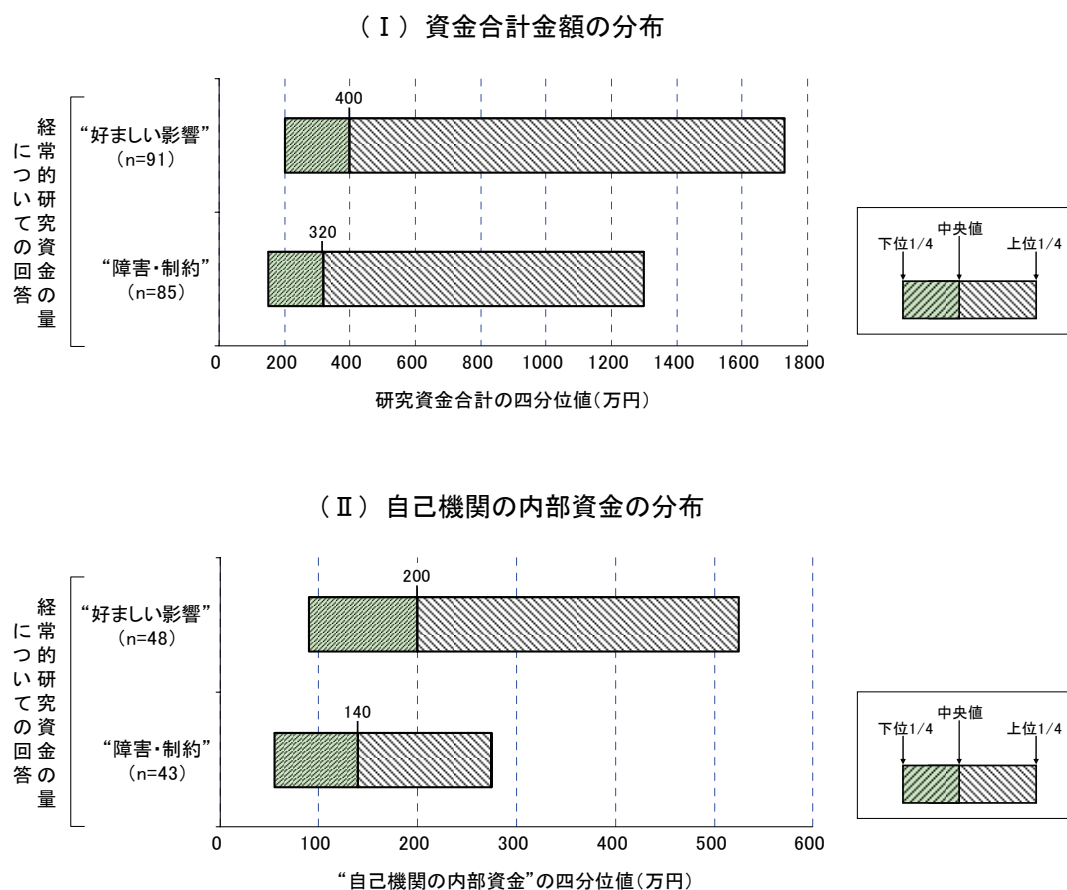 （Ⅰ）資金合計金額の分布
経常的研究資金の量
についての回答
“好ましい影響”
（n=91）
400
“障害・制約”
（n=85）
320
0 200 400 600 800 1000 1200 1400 1600 1800
研究資金合計の四分位値（万円）
中央値
下位1/4 上位1/4
（Ⅱ）自己機関の内部資金の分布
経常的研究資金の量
についての回答
“好ましい影響”
（n=48）
200
“障害・制約”
（n=43）
140
0 100 200 300 400 500 600
“自己機関の内部資金”の四分位値（万円）
中央値
下位1/4 上位1/4